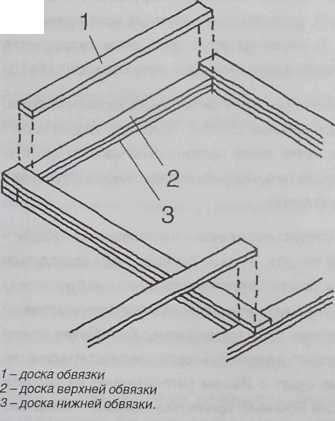 1
2
3
1 – доска обвязки
2 – доска верхней обвязки
3 – доска нижней обвязки.